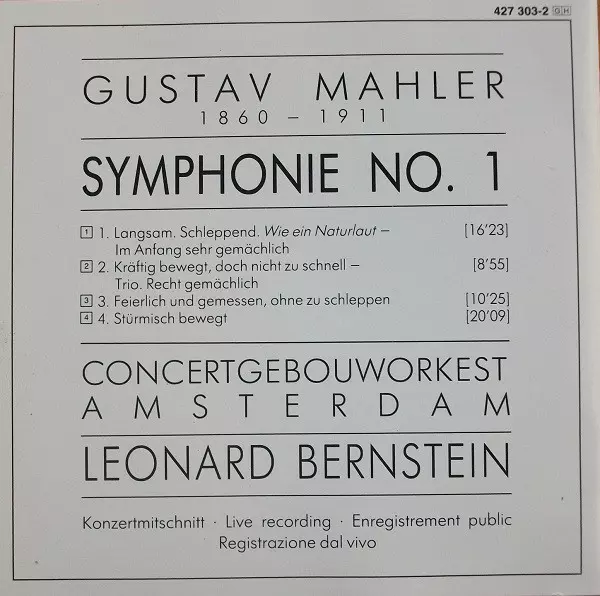 427 303-2 GH
GUSTAV MAHLER
1860 – 1911
SYMPHONIE NO. 1
1 1. Langsam. Schleppend. Wie ein Naturlaut – [16'23]
Im Anfang sehr gemächlich
2 2. Kräftig bewegt, doch nicht zu schnell – [8'55]
Trio. Recht gemächlich
3 3. Feierlich und gemessen, ohne zu schleppen [10'25]
4 4. Stürmisch bewegt [20'09]
CONCERTGEBOUWORKEST
AMSTERDAM
LEONARD BERNSTEIN
Konzertmitschnitt · Live recording · Enregistrement public
Registrazione dal vivo